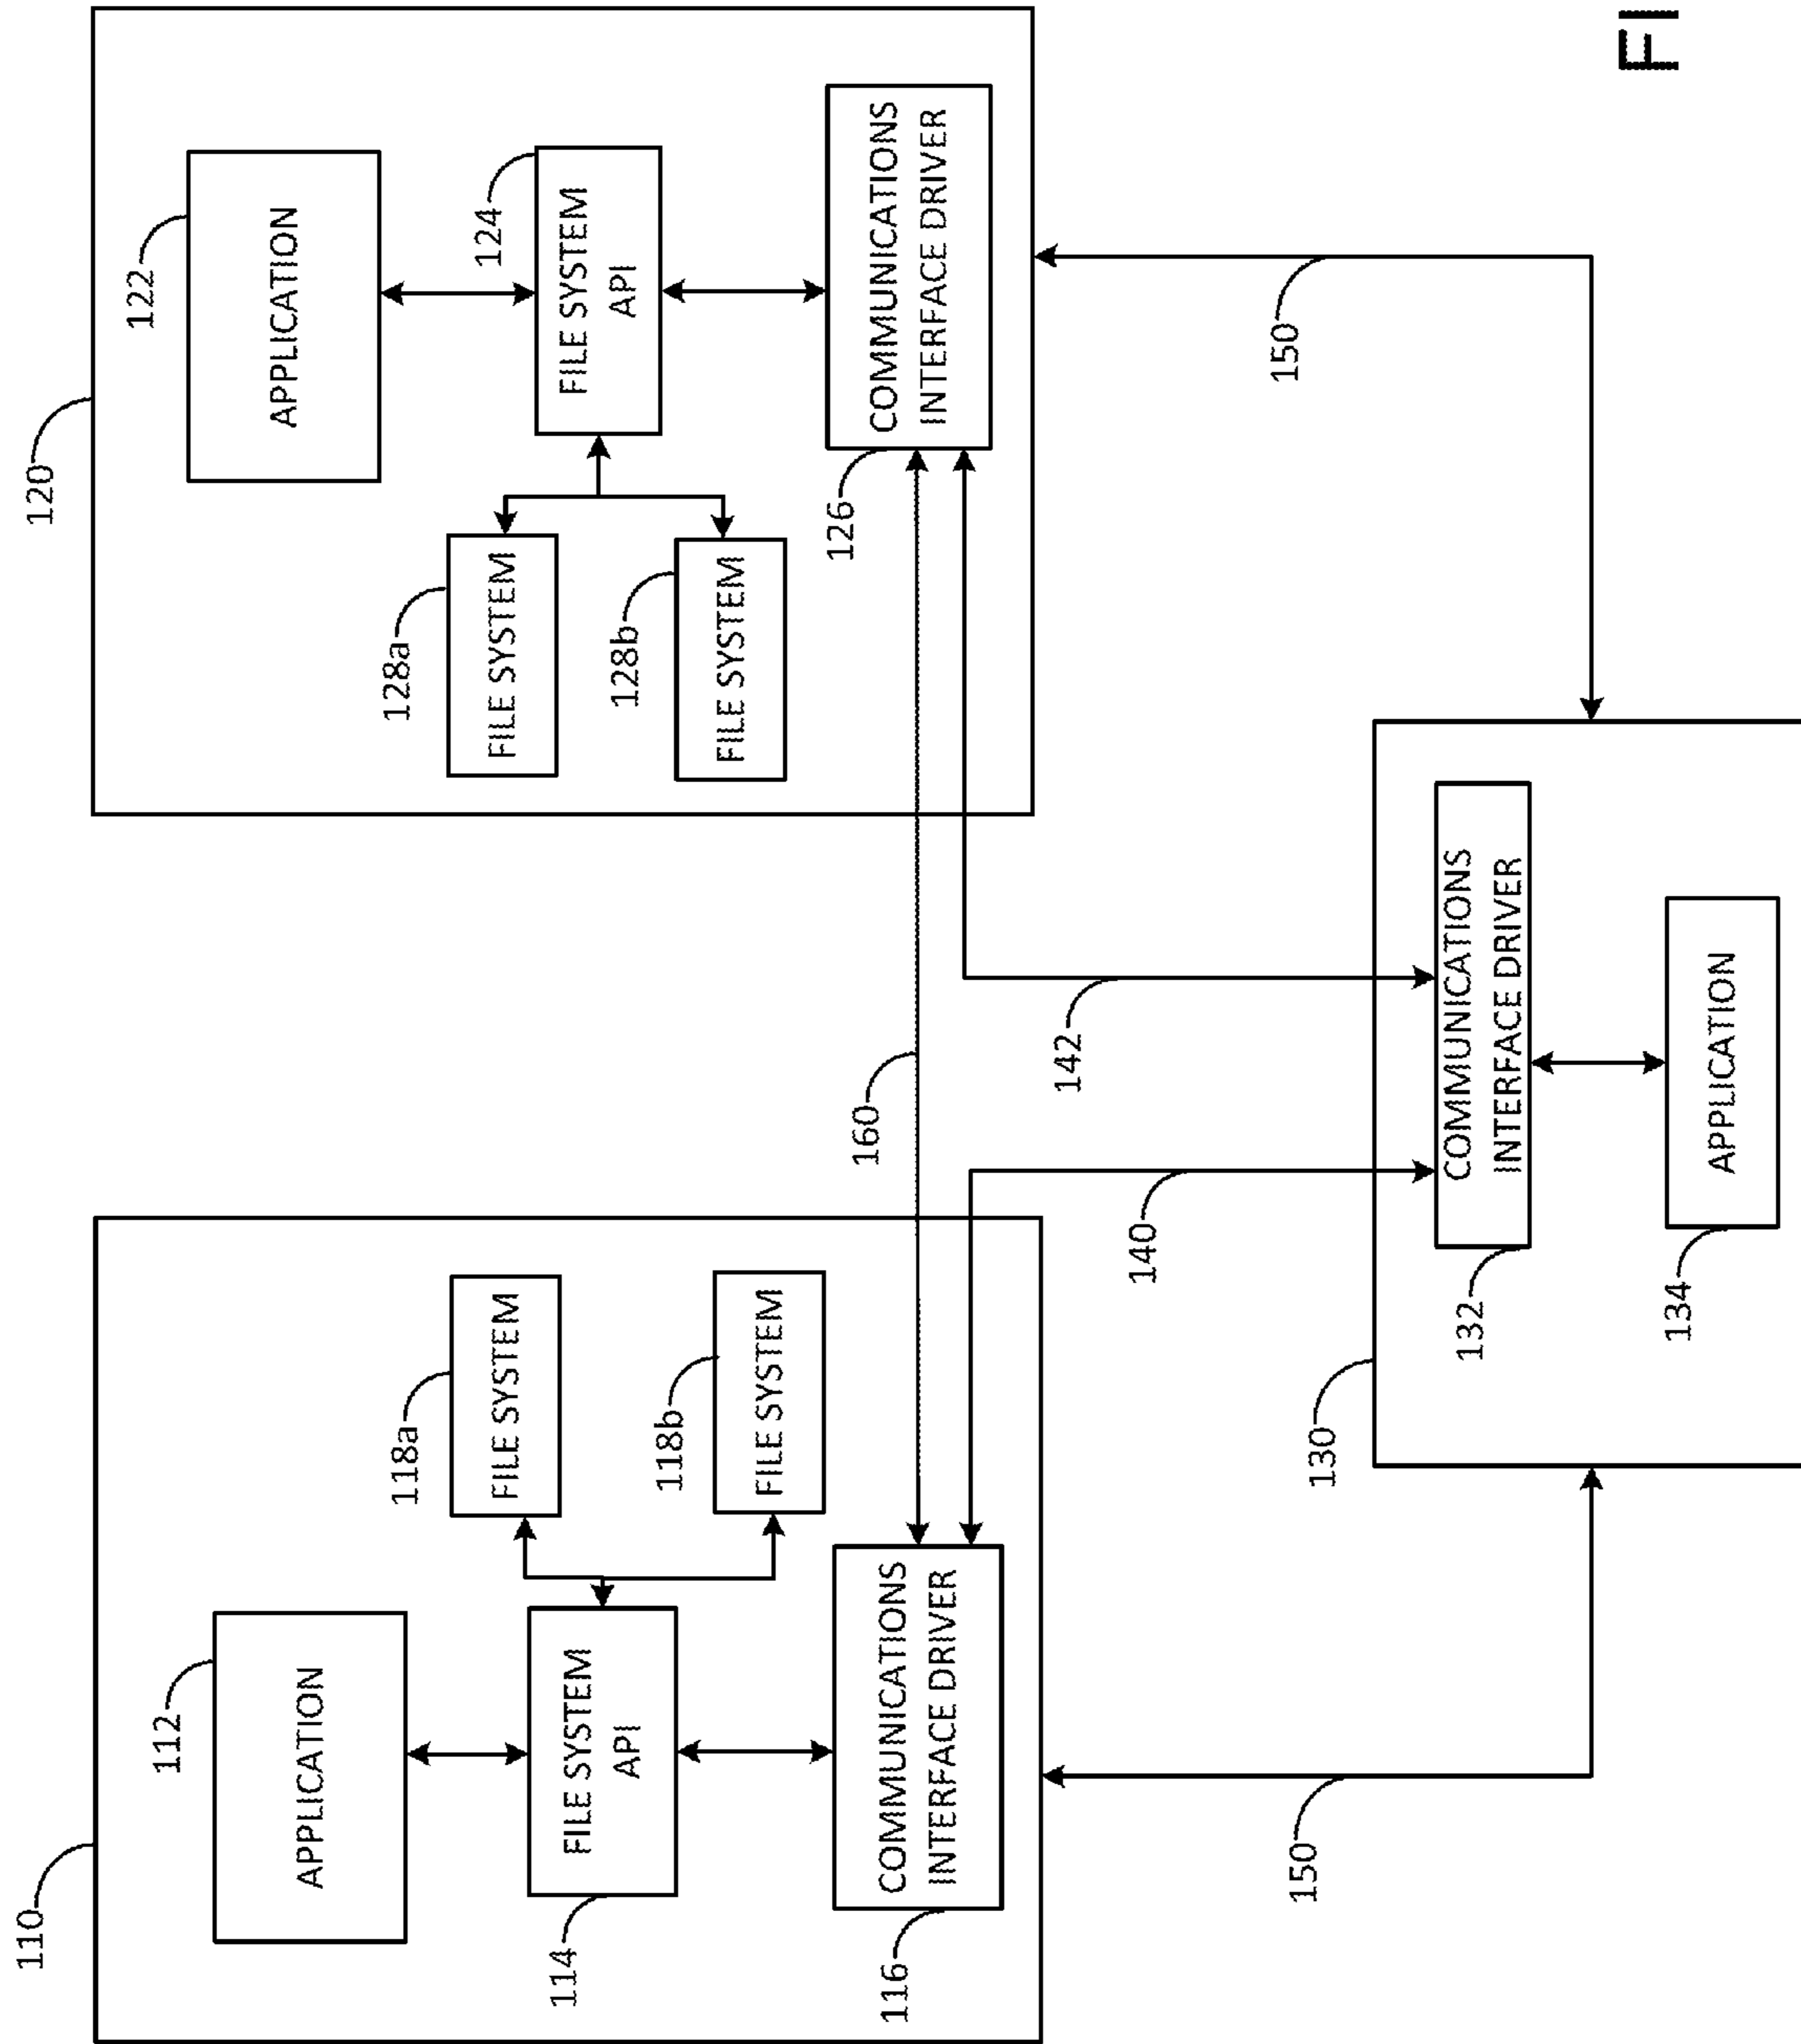 110
112
APPLICATION
114
FILE SYSTEM
API
116
COMMUNICATIONS
INTERFACE DRIVER
118a
FILE SYSTEM
118b
FILE SYSTEM
120
122
APPLICATION
124
FILE SYSTEM
API
126
COMMUNICATIONS
INTERFACE DRIVER
128a
FILE SYSTEM
128b
FILE SYSTEM
160
140
142
150
150
130
132
COMMUNICATIONS
INTERFACE DRIVER
134
APPLICATION
FI